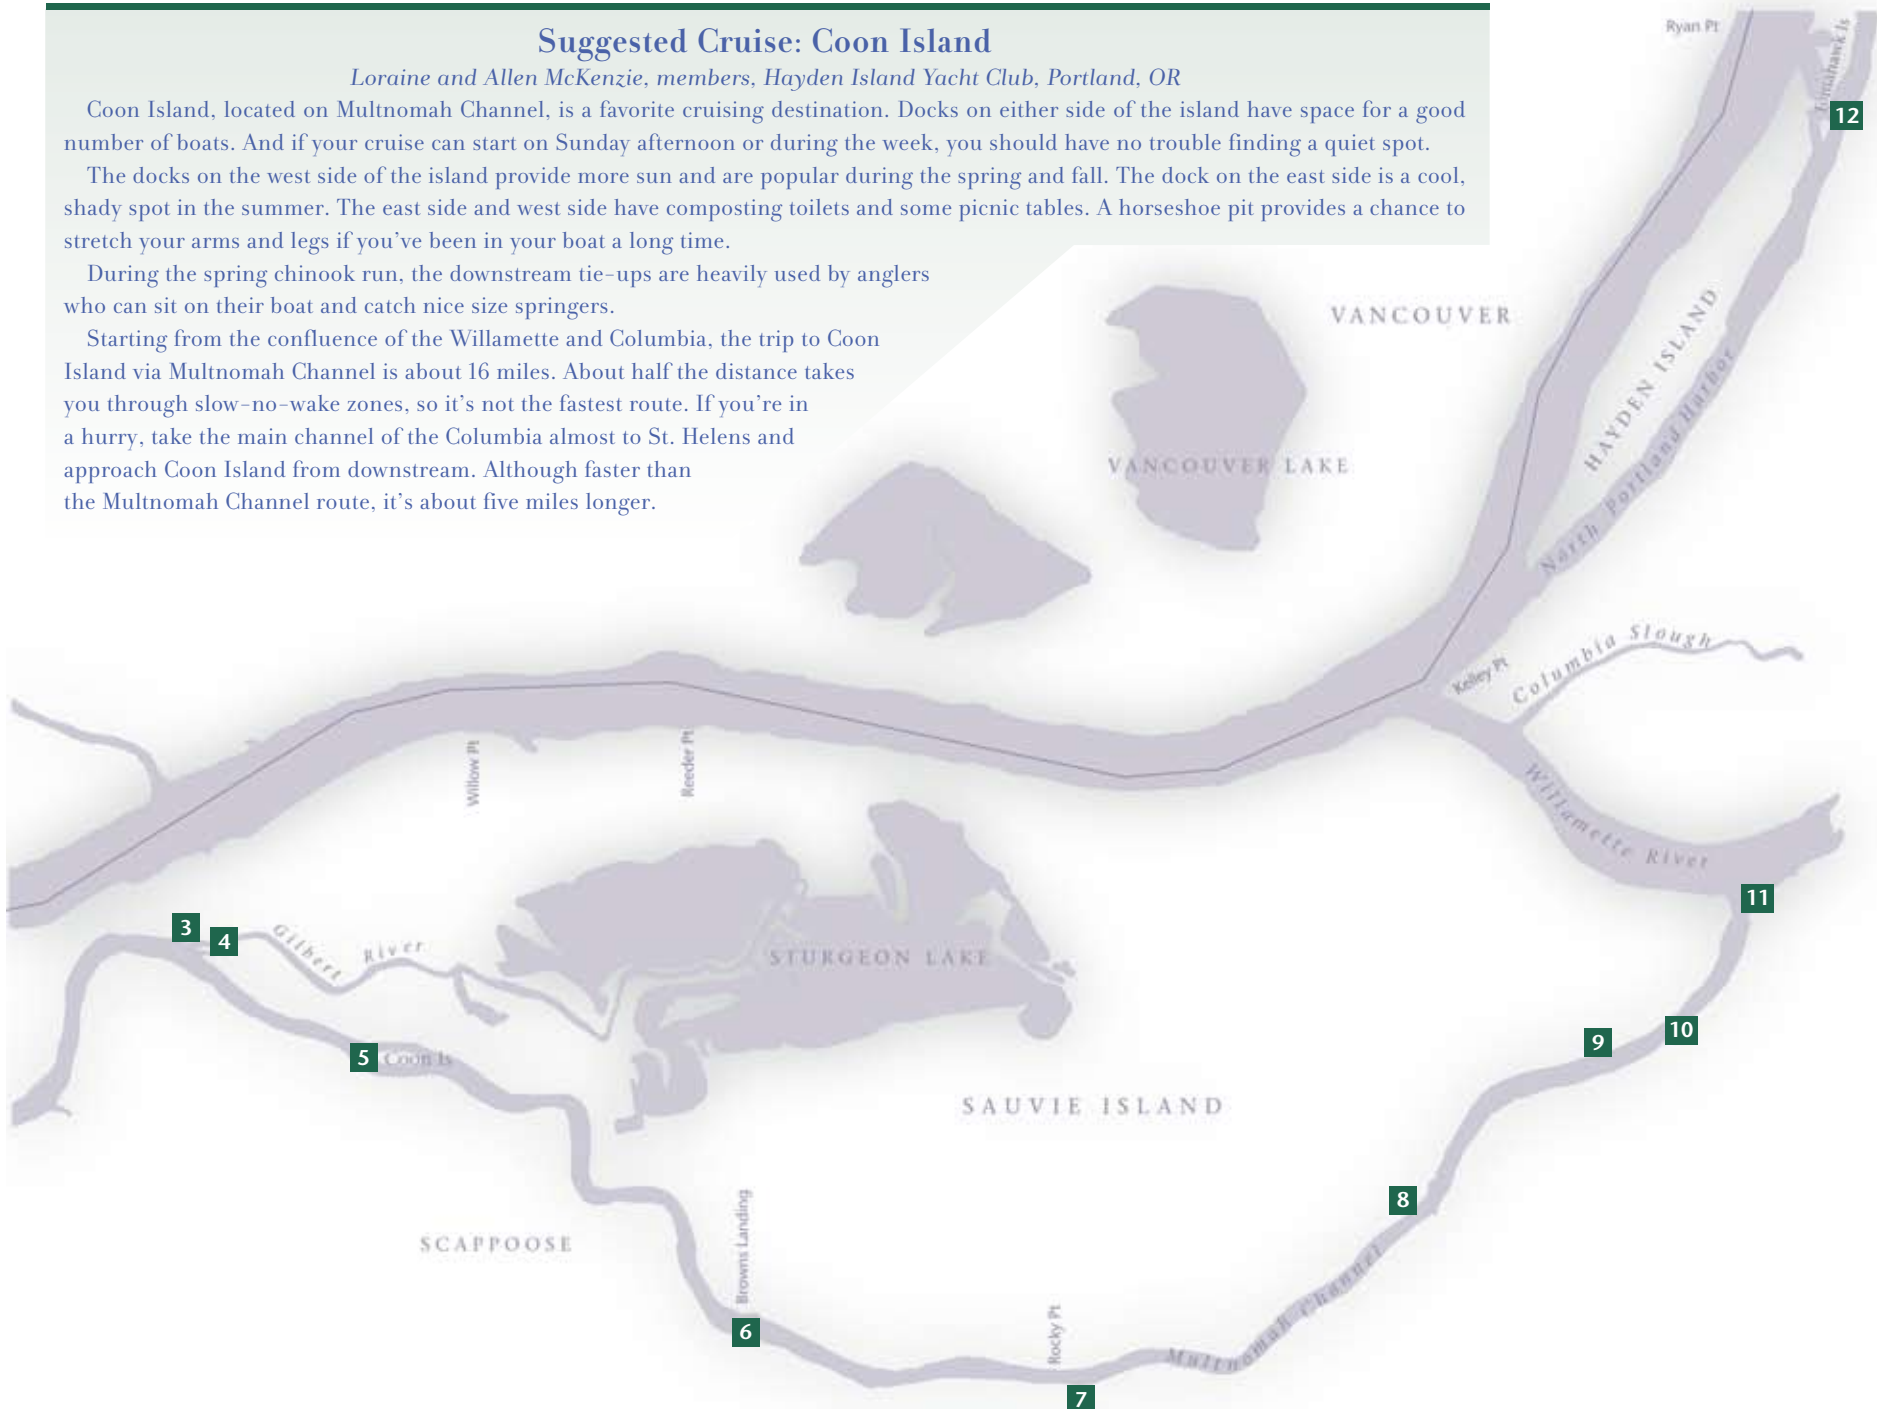 Suggested Cruise: Coon Island
Loraine and Allen McKenzie, members, Hayden Island Yacht Club, Portland, OR
Coon Island, located on Multnomah Channel, is a favorite cruising destination. Docks on either side of the island have space for a good
number of boats. And if your cruise can start on Sunday afternoon or during the week, you should have no trouble finding a quiet spot.
The docks on the west side of the island provide more sun and are popular during the spring and fall. The dock on the east side is a cool,
shady spot in the summer. The east side and west side have composting toilets and some picnic tables. A horseshoe pit provides a chance to
stretch your arms and legs if you’ve been in your boat a long time.
During the spring chinook run, the downstream tie-ups are heavily used by anglers
who can sit on their boat and catch nice size springers.
Starting from the confluence of the Willamette and Columbia, the trip to Coon
Island via Multnomah Channel is about 16 miles. About half the distance takes
you through slow-no-wake zones, so it’s not the fastest route. If you’re in
a hurry, take the main channel of the Columbia almost to St. Helens and
approach Coon Island from downstream. Although faster than
the Multnomah Channel route, it’s about five miles longer.
Ryan Pt
Tomahawk Is
12
VANCOUVER
HAYDEN ISLAND
North Portland Harbor
VANCOUVER LAKE
Columbia Slough
Kelley Pt
Willow Pt
Reeder Pt
Willamette River
11
3
4
Gilbert River
STURGEON LAKE
5
Coon Is
9
10
SAUVIE ISLAND
8
SCAPPOOSE
Browns Landing
6
Rocky Pt
Multnomah Channel
7